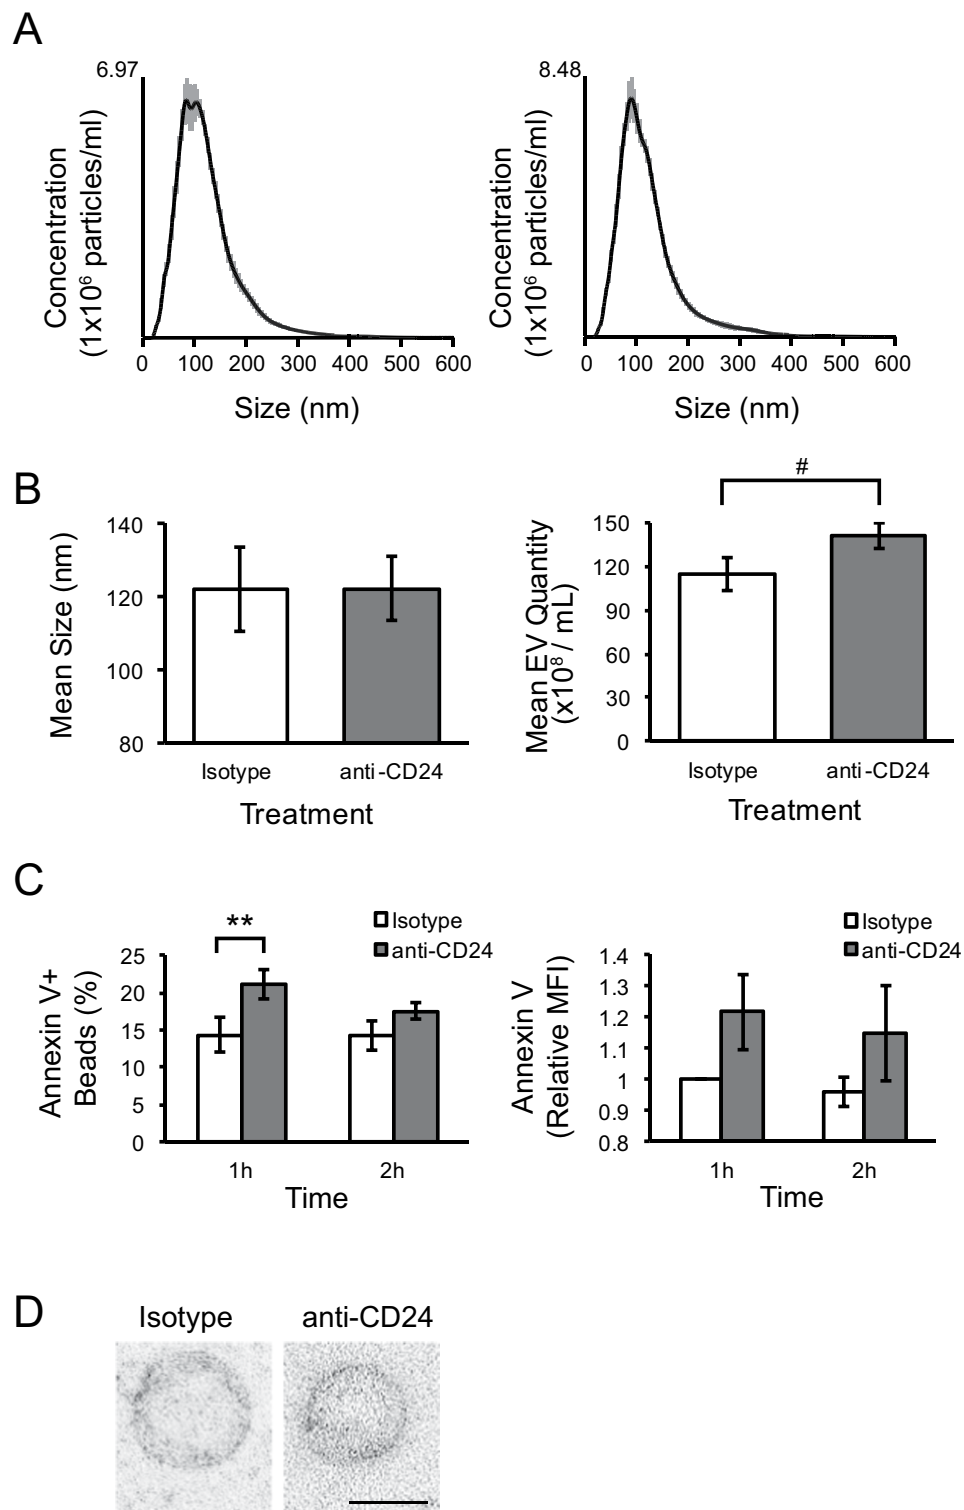 A
6.97
8.48
Concentration
(1x10⁶ particles/ml)
Concentration
(1x10⁶ particles/ml)
0 100 200 300 400 500 600
0 100 200 300 400 500 600
Size (nm)
Size (nm)
B
#
Mean Size (nm)
140
120
100
80
Mean EV Quantity
(x10⁸ / mL)
150
120
90
60
30
0
Isotype anti-CD24
Isotype anti-CD24
Treatment
Treatment
C
**
Isotype
anti-CD24
Isotype
anti-CD24
Annexin V+
Beads (%)
25
20
15
10
5
0
Annexin V
(Relative MFI)
1.4
1.3
1.2
1.1
1
0.9
0.8
1h 2h
1h 2h
Time
Time
D
Isotype anti-CD24